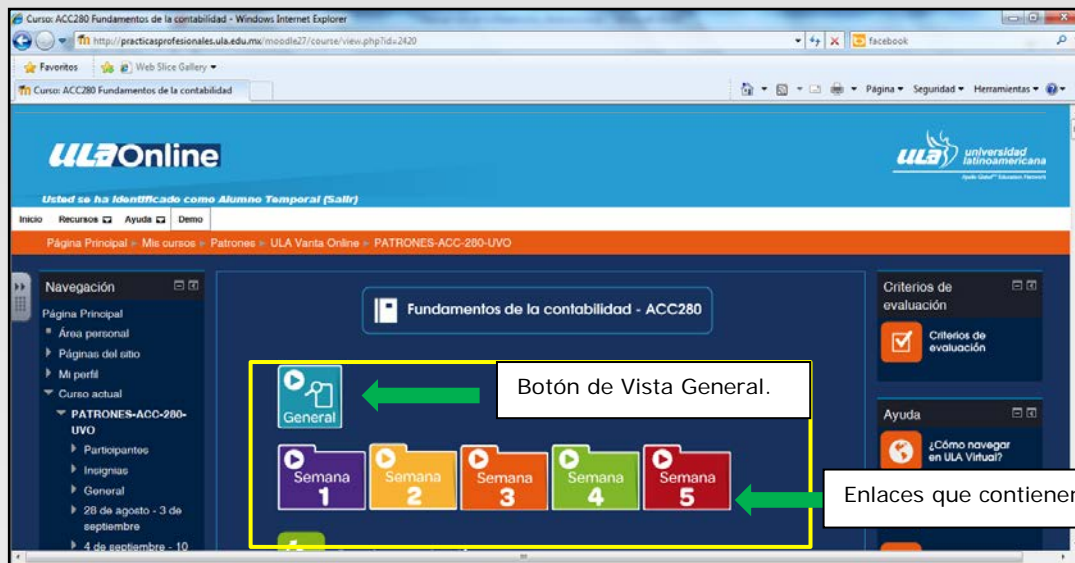 Curso: ACC280 Fundamentos de la contabilidad - Windows Internet Explorer
http://practicasprofesionales.ula.edu.mx/moodle27/course/view.php?id=2420
facebook
Favoritos
Web Slice Gallery
Curso: ACC280 Fundamentos de la contabilidad
Página Seguridad Herramientas
ULA Online
ULA universidad latinoamericana
Usted se ha identificado como Alumno Temporal (Salir)
Inicio Recursos Ayuda Demo
Página Principal Mis cursos Patrones ULA Vanta Online PATRONES-ACC-280-UVO
Navegación
Página Principal
Área personal
Páginas del sitio
Mi perfil
Curso actual
PATRONES-ACC-280-
UVO
Participantes
Insignias
General
28 de agosto - 3 de
septiembre
4 de septiembre - 10
Fundamentos de la contabilidad - ACC280
General
Botón de Vista General.
Semana
1
Semana
2
Semana
3
Semana
4
Semana
5
Enlaces que contienen
Criterios de
evaluación
Criterios de
evaluación
Ayuda
¿Cómo navegar
en ULA Virtual?